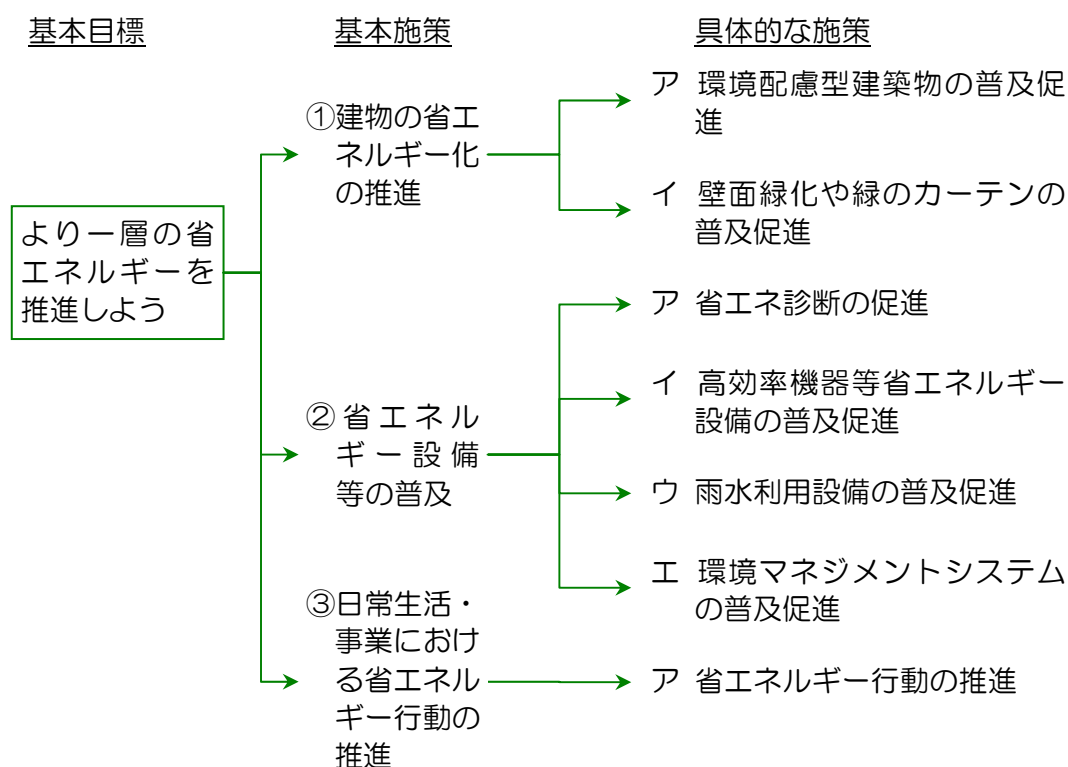 基本目標
基本施策
具体的な施策
より一層の省
エネルギーを
推進しよう
①建物の省エ
ネルギー化
の推進
ア 環境配慮型建築物の普及促
進
イ 壁面緑化や緑のカーテンの
普及促進
②省エネル
ギー設備
等の普及
ア 省エネ診断の促進
イ 高効率機器等省エネルギー
設備の普及促進
ウ 雨水利用設備の普及促進
エ 環境マネジメントシステム
の普及促進
③日常生活・
事業におけ
る省エネル
ギー行動の
推進
ア 省エネルギー行動の推進